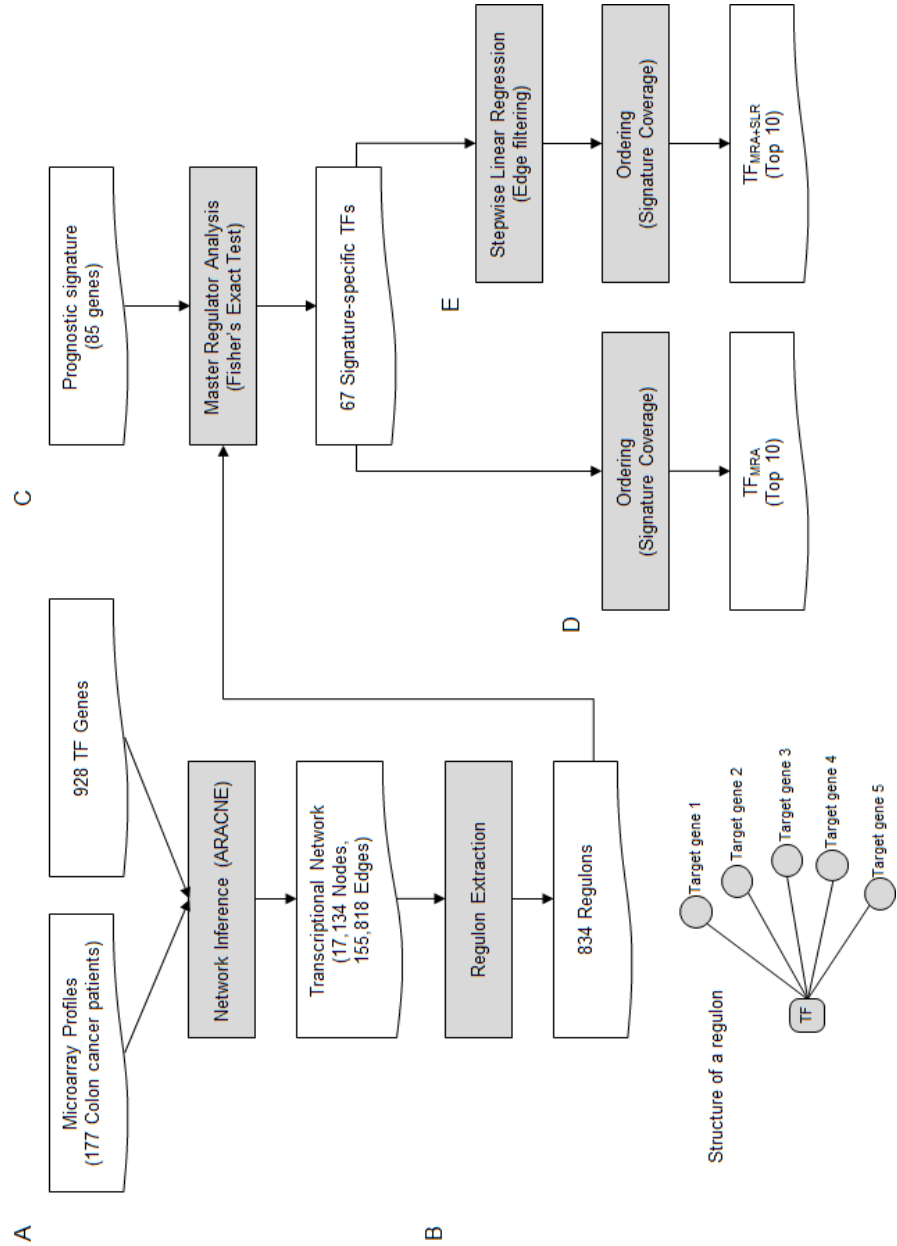 A
Microarray Profiles
(177 Colon cancer patients)
928 TF Genes
Network Inference (ARACNE)
Transcriptional Network
(17,134 Nodes,
155,818 Edges)
B
Regulon Extraction
834 Regulons
Structure of a regulon
TF
Target gene 1
Target gene 2
Target gene 3
Target gene 4
Target gene 5
C
Prognostic signature
(85 genes)
Master Regulator Analysis
(Fisher's Exact Test)
67 Signature-specific TFs
D
Ordering
(Signature Coverage)
TFMRA
(Top 10)
E
Stepwise Linear Regression
(Edge filtering)
Ordering
(Signature Coverage)
TFMRA+SLR
(Top 10)